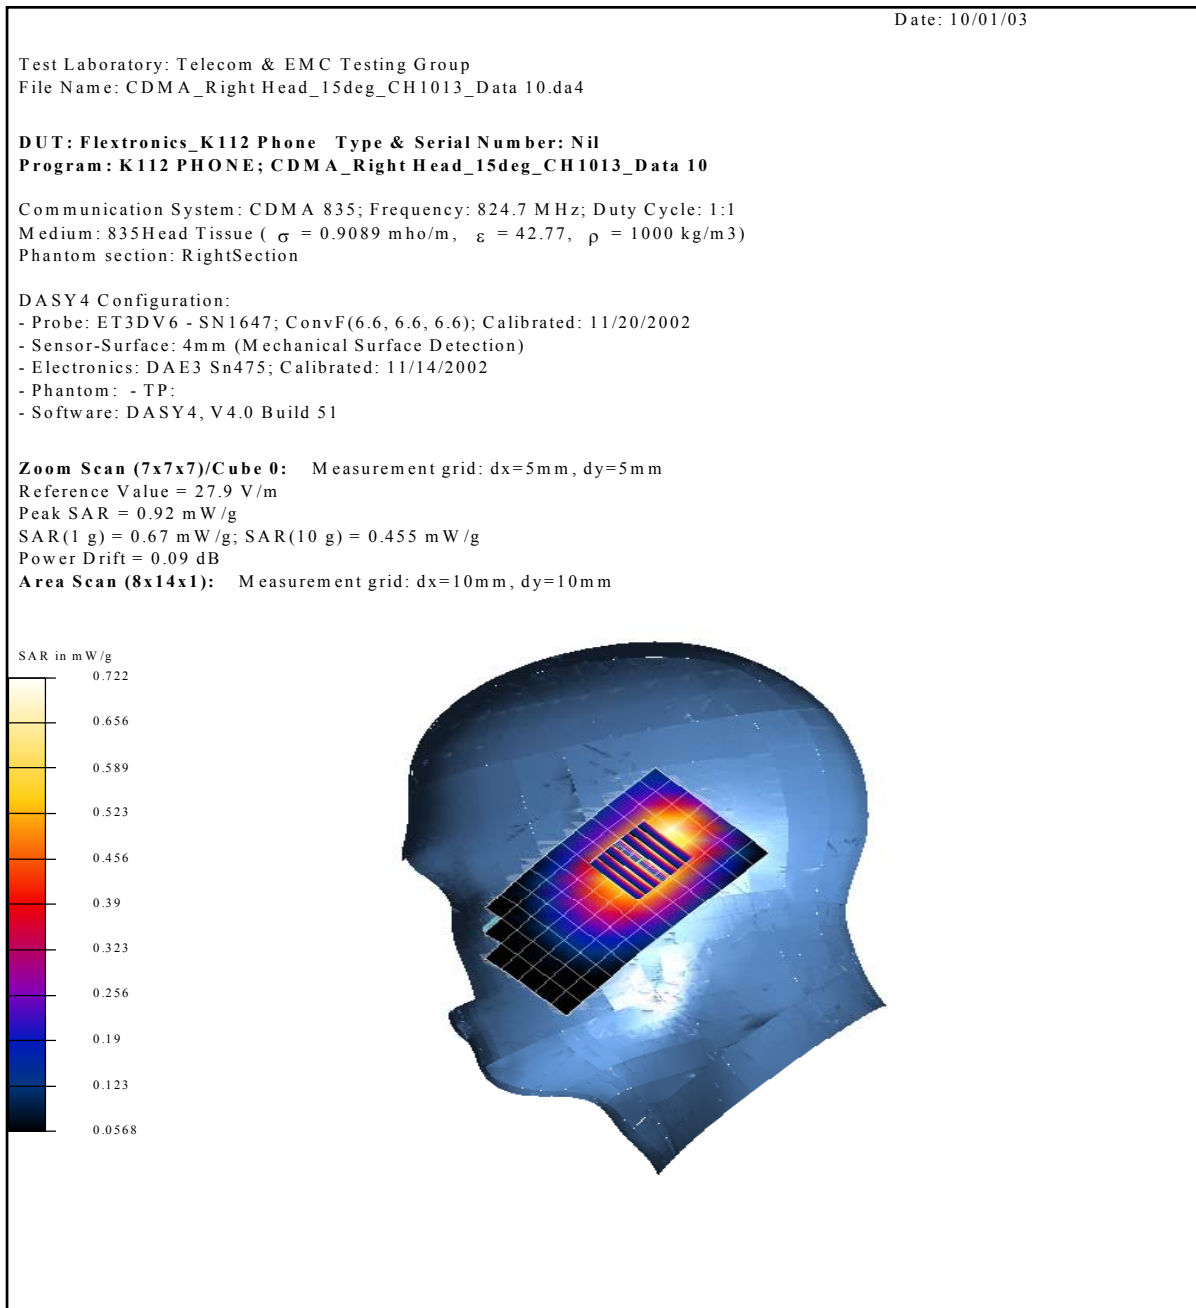 Date: 10/01/03
Test Laboratory: Telecom & EMC Testing Group
File Name: CDMA_Right Head_15deg_CH1013_Data 10.da4
DUT: Flextronics_K112 Phone Type & Serial Number: Nil
Program: K112 PHONE; CDMA_Right Head_15deg_CH1013_Data 10
Communication System: CDMA 835; Frequency: 824.7 MHz; Duty Cycle: 1:1
Medium: 835Head Tissue ( σ = 0.9089 mho/m, ε = 42.77, ρ = 1000 kg/m3)
Phantom section: RightSection
DASY4 Configuration:
- Probe: ET3DV6 - SN1647; ConvF(6.6, 6.6, 6.6); Calibrated: 11/20/2002
- Sensor-Surface: 4mm (Mechanical Surface Detection)
- Electronics: DAE3 Sn475; Calibrated: 11/14/2002
- Phantom: - TP:
- Software: DASY4, V4.0 Build 51
Zoom Scan (7x7x7)/Cube 0: Measurement grid: dx=5mm, dy=5mm
Reference Value = 27.9 V/m
Peak SAR = 0.92 mW/g
SAR(1 g) = 0.67 mW/g; SAR(10 g) = 0.455 mW/g
Power Drift = 0.09 dB
Area Scan (8x14x1): Measurement grid: dx=10mm, dy=10mm
SAR in mW/g
0.722
0.656
0.589
0.523
0.456
0.39
0.323
0.256
0.19
0.123
0.0568